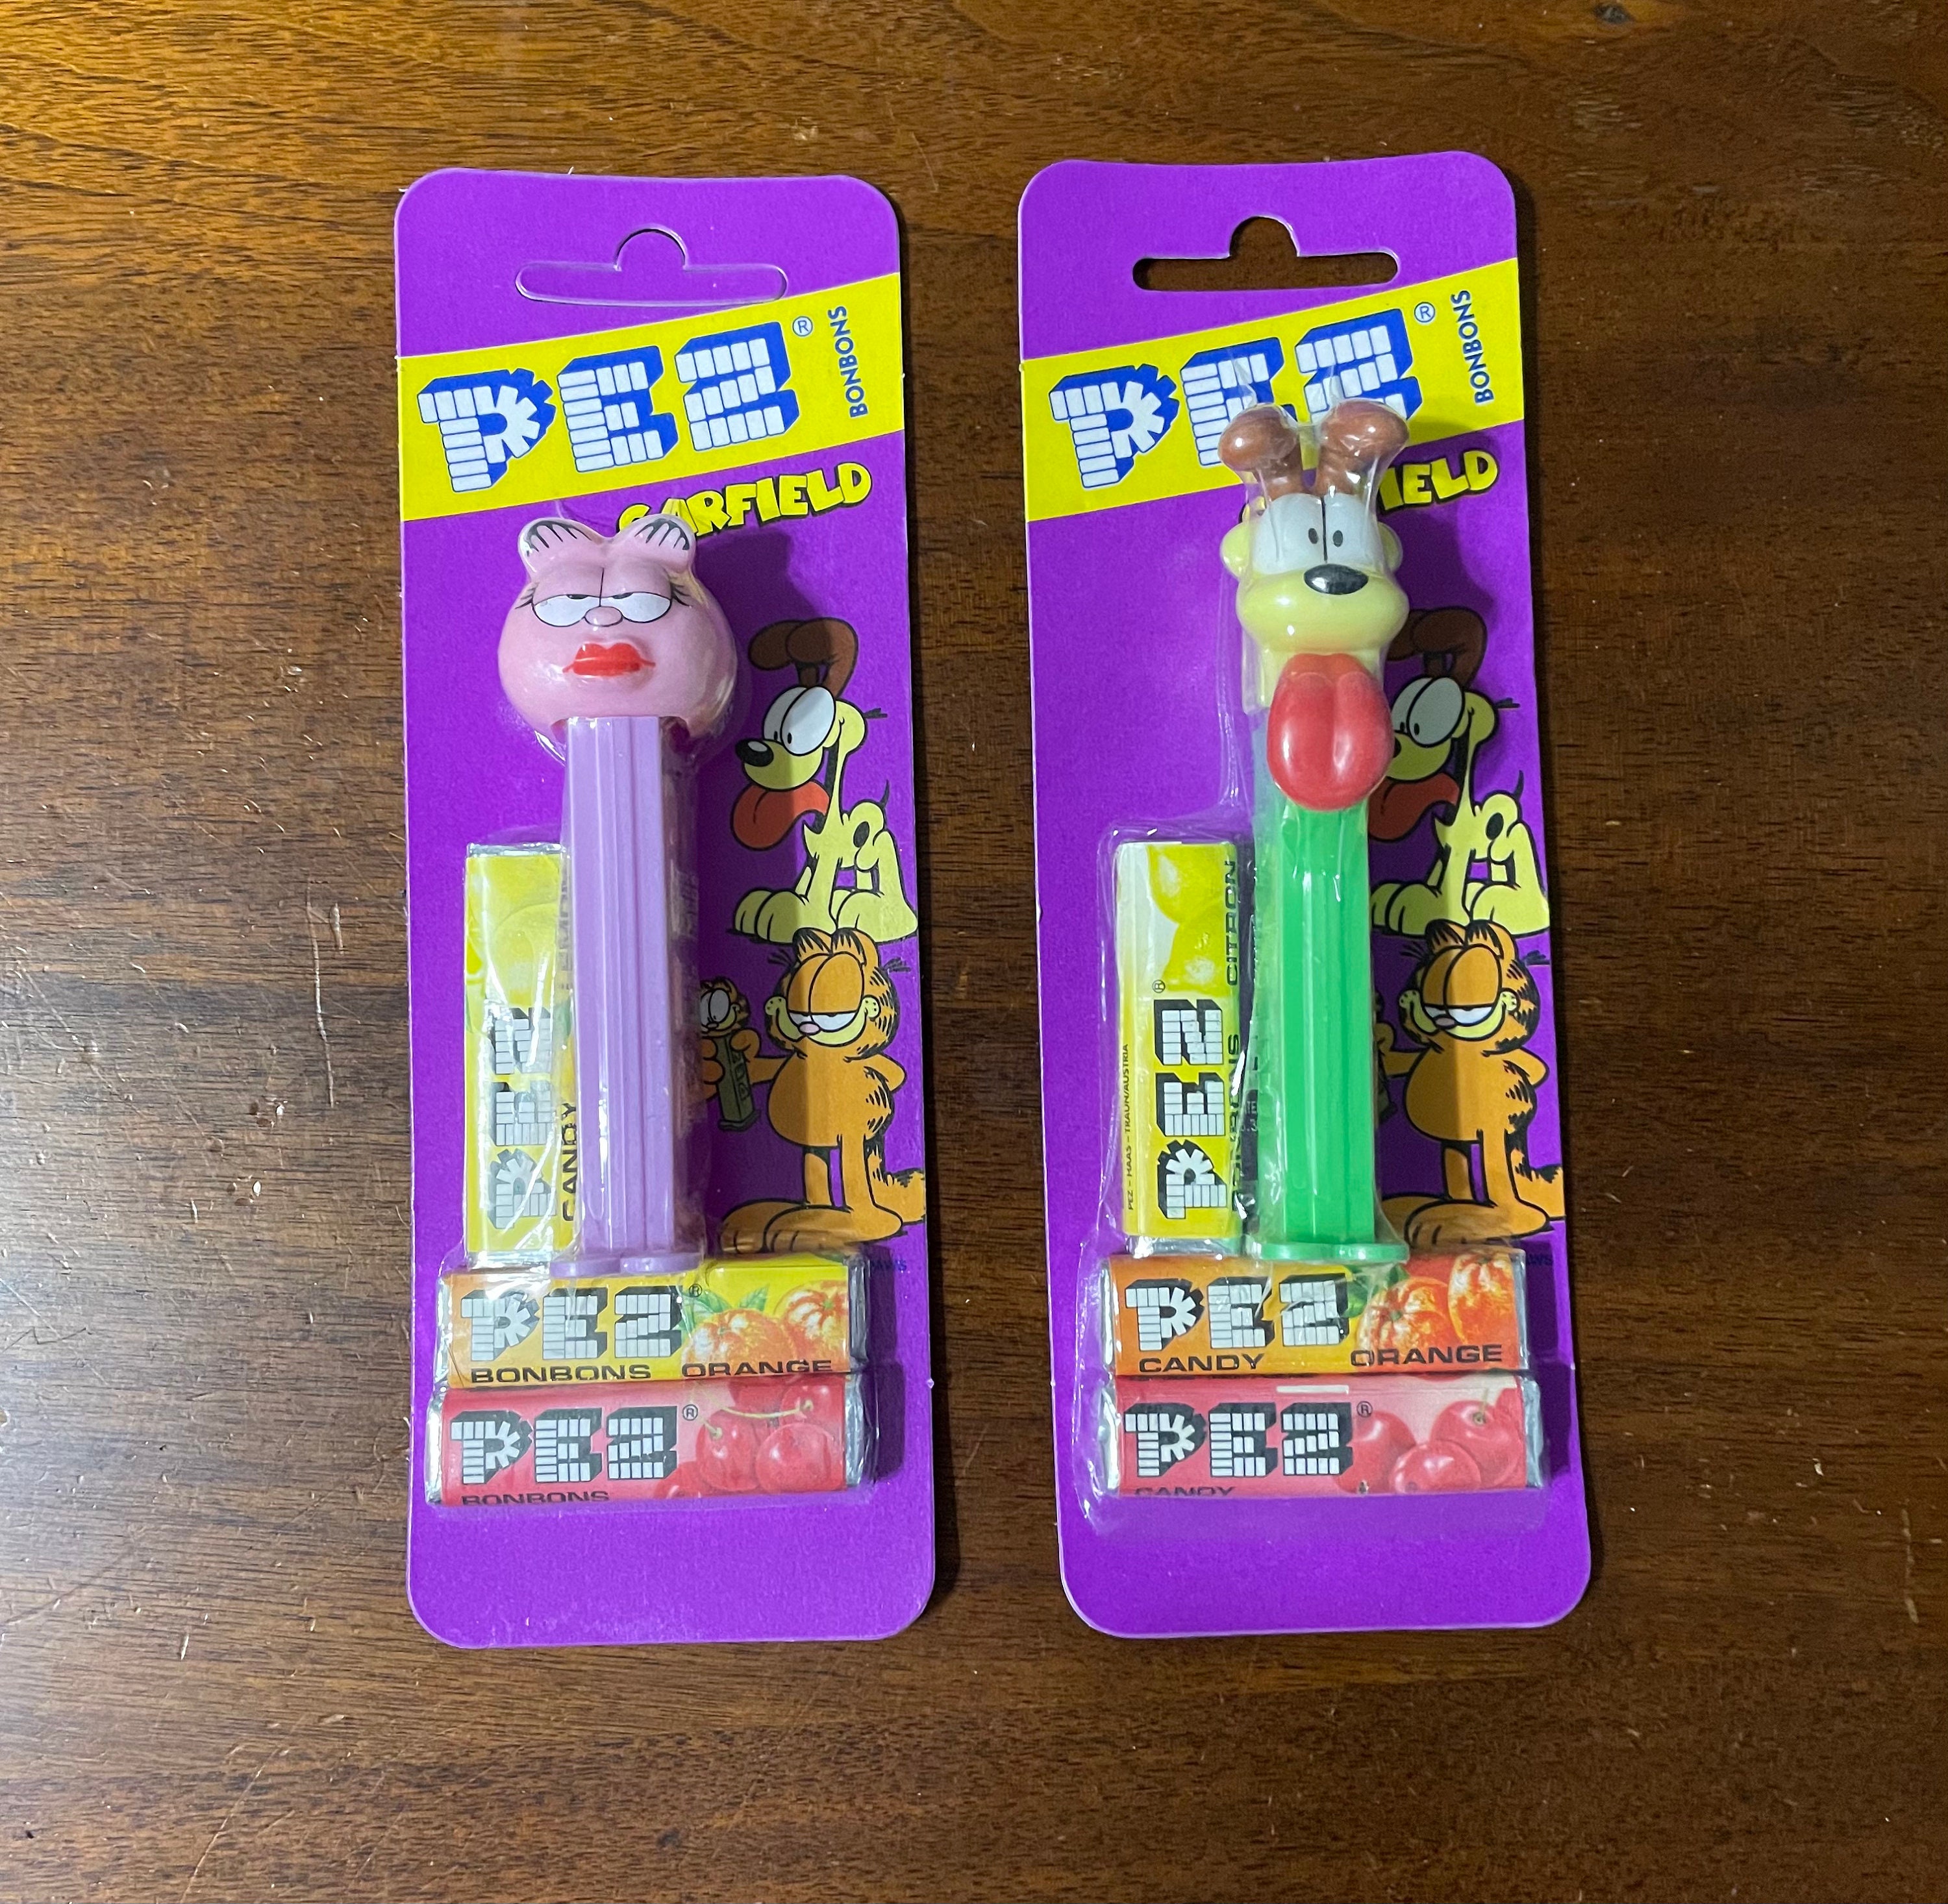 PEZ® BONBONS
GARFIELD
PEZ
CANDY
PEZ®
BONBONS ORANGE
PEZ®
BONBONS
PEZ® BONBONS
FIELD
PEZ®
CITRON
PEZ - HAAS - TRAUN/AUSTRIA
PEZ
CANDY ORANGE
PEZ®
CANDY